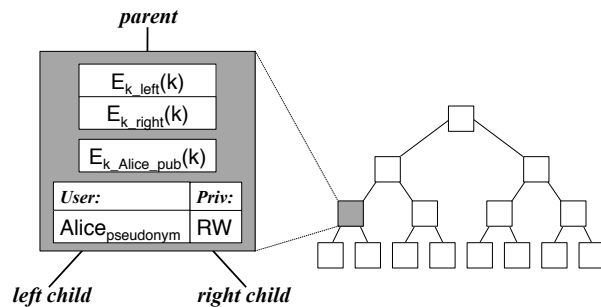 parent
E_k_left(k)
E_k_right(k)
E_k_Alice_pub(k)
User: Priv:
Alice_pseudonym RW
left child right child